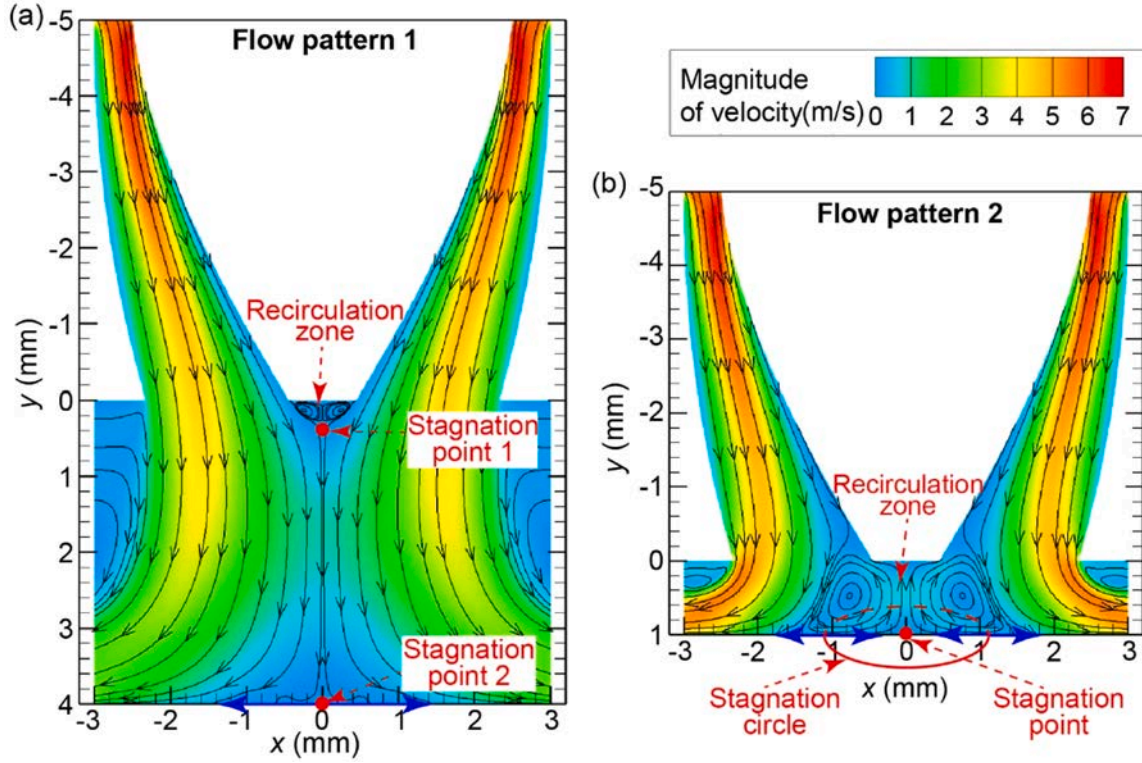 (a)
Flow pattern 1
-5
-4
-3
-2
-1
0
1
2
3
4
y (mm)
Recirculation
zone
Stagnation
point 1
Stagnation
point 2
-3 -2 -1 0 1 2 3
x (mm)
Magnitude
of velocity(m/s)
0 1 2 3 4 5 6 7
(b)
Flow pattern 2
-5
-4
-3
-2
-1
0
1
y (mm)
Recirculation
zone
-3 -2 -1 0 1 2 3
x (mm)
Stagnation
circle
Stagnation
point